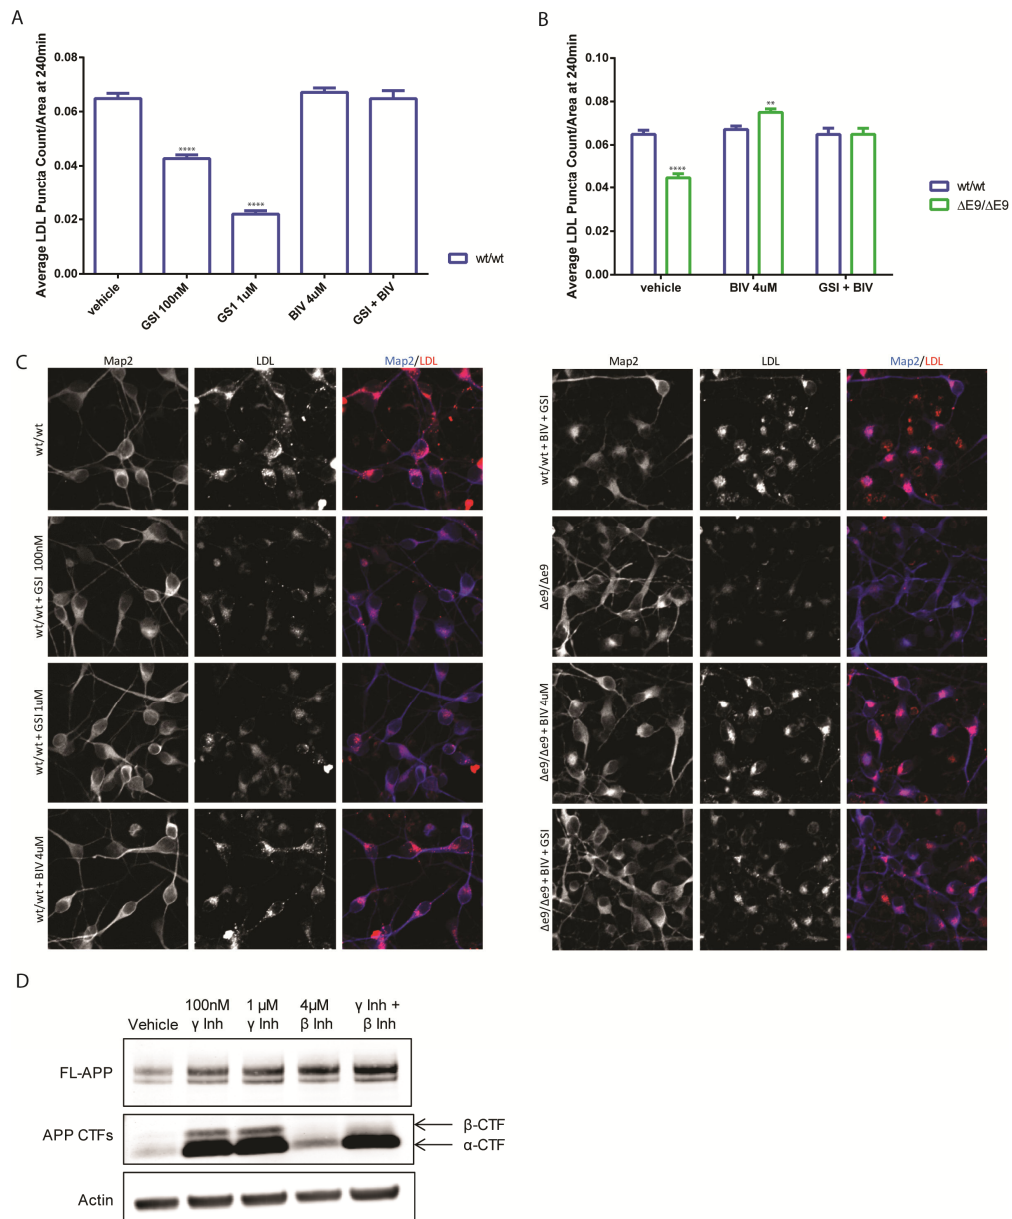 A
Average LDL Puncta Count/Area at 240min
0.08
0.06
0.04
0.02
0.00
****
****
vehicle
GSI 100nM
GS1 1uM
BIV 4uM
GSI + BIV
wt/wt
B
Average LDL Puncta Count/Area at 240min
0.10
0.08
0.06
0.04
0.02
0.00
****
**
vehicle
BIV 4uM
GSI + BIV
wt/wt
ΔE9/ΔE9
C
Map2
LDL
Map2/LDL
wt/wt
wt/wt + GSI 100nM
wt/wt + GSI 1uM
wt/wt + BIV 4uM
Map2
LDL
Map2/LDL
wt/wt + BIV + GSI
Δe9/Δe9
Δe9/Δe9 + BIV 4uM
Δe9/Δe9 + BIV + GSI
D
Vehicle
100nM
γ Inh
1 µM
γ Inh
4µM
β Inh
γ Inh +
β Inh
FL-APP
APP CTFs
β-CTF
α-CTF
Actin